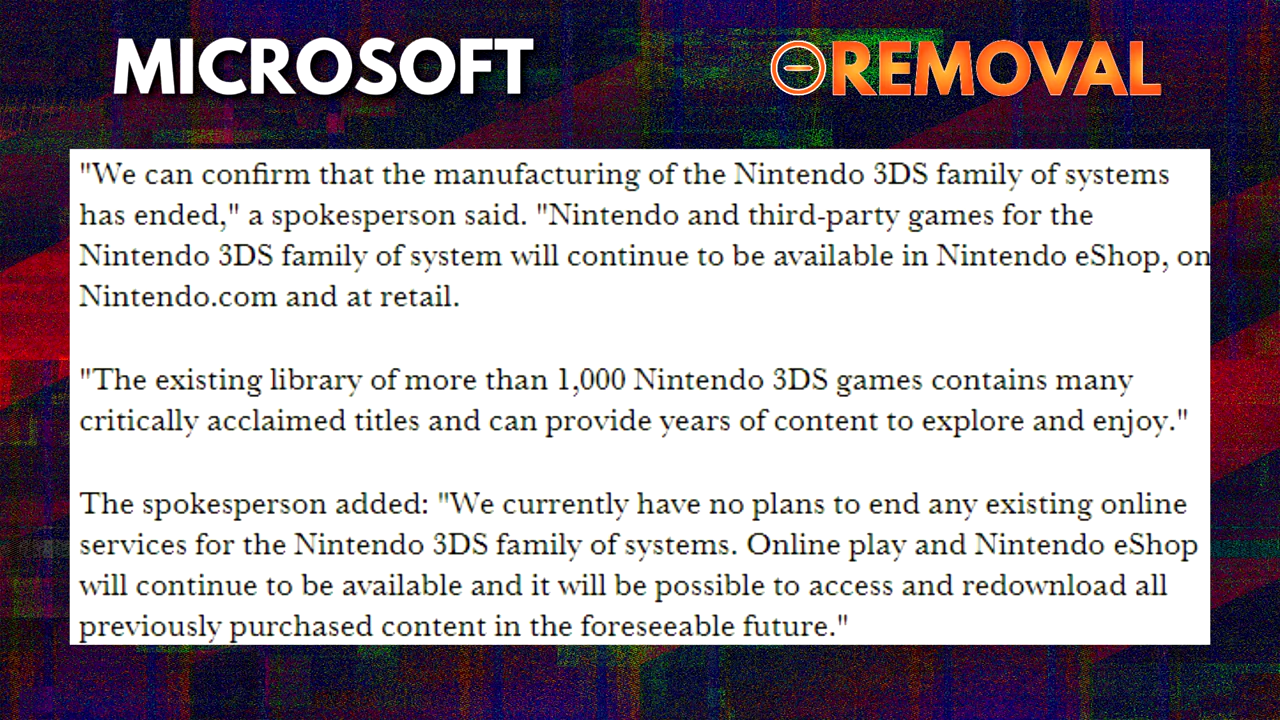 MICROSOFT
REMOVAL
"We can confirm that the manufacturing of the Nintendo 3DS family of systems
has ended," a spokesperson said. "Nintendo and third-party games for the
Nintendo 3DS family of system will continue to be available in Nintendo eShop, on
Nintendo.com and at retail.
"The existing library of more than 1,000 Nintendo 3DS games contains many
critically acclaimed titles and can provide years of content to explore and enjoy."
The spokesperson added: "We currently have no plans to end any existing online
services for the Nintendo 3DS family of systems. Online play and Nintendo eShop
will continue to be available and it will be possible to access and redownload all
previously purchased content in the foreseeable future."